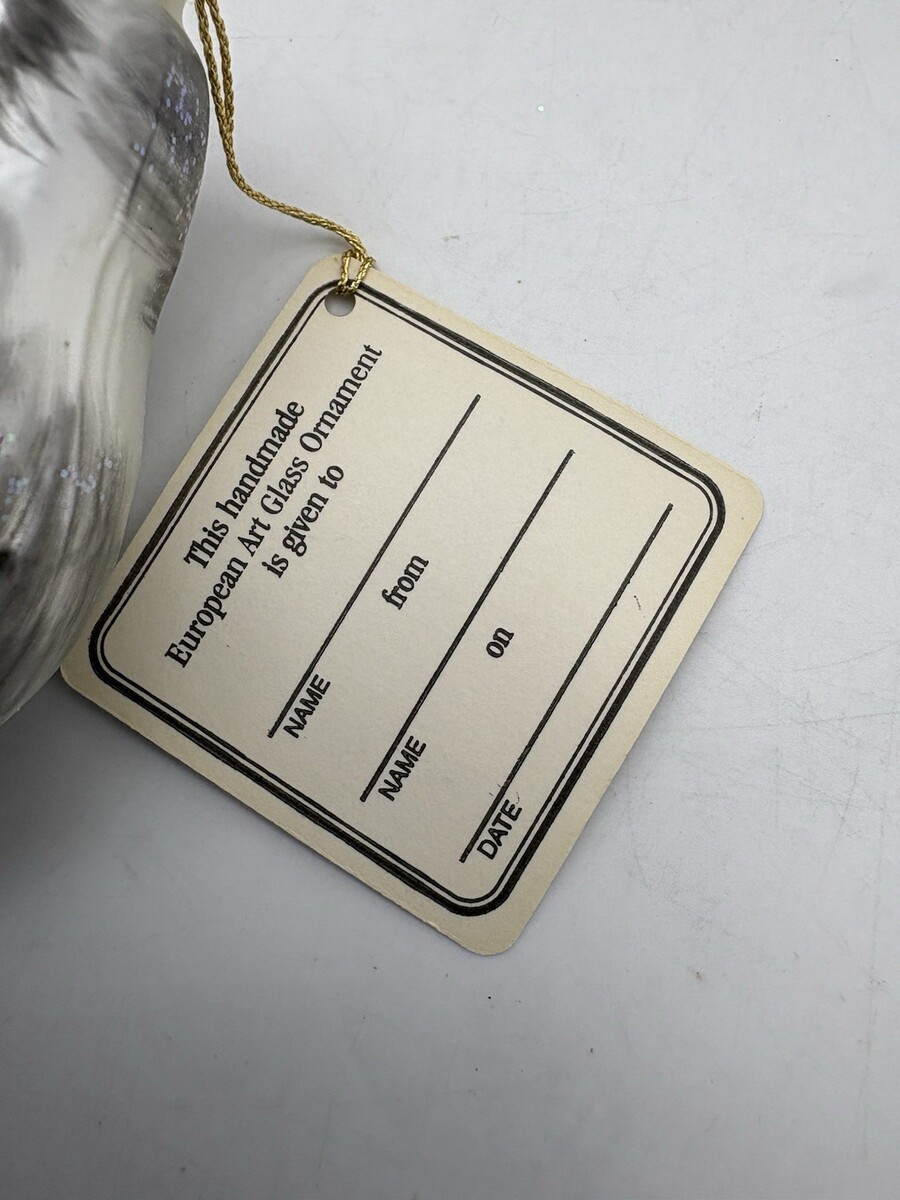 This handmade
European Art Glass Ornament
is given to
NAME
from
NAME
on
DATE